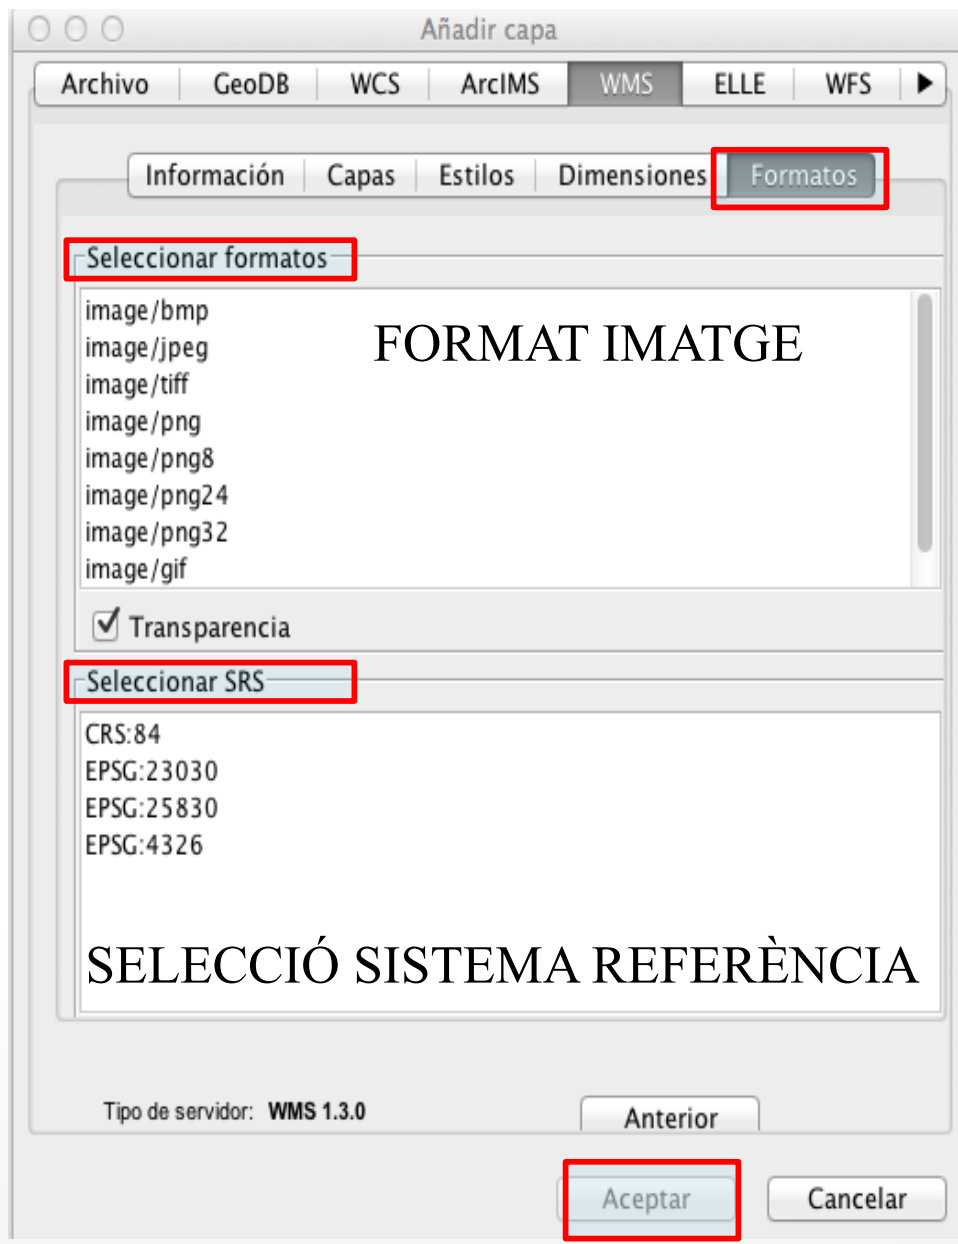 Añadir capa
Archivo GeoDB WCS ArcIMS WMS ELLE WFS
Información Capas Estilos Dimensiones Formatos
Seleccionar formatos
image/bmp
FORMAT IMATGE
image/jpeg
image/tiff
image/png
image/png8
image/png24
image/png32
image/gif
Transparencia
Seleccionar SRS
CRS:84
EPSG:23030
EPSG:25830
EPSG:4326
SELECCIÓ SISTEMA REFERÈNCIA
Tipo de servidor: WMS 1.3.0
Anterior
Aceptar Cancelar